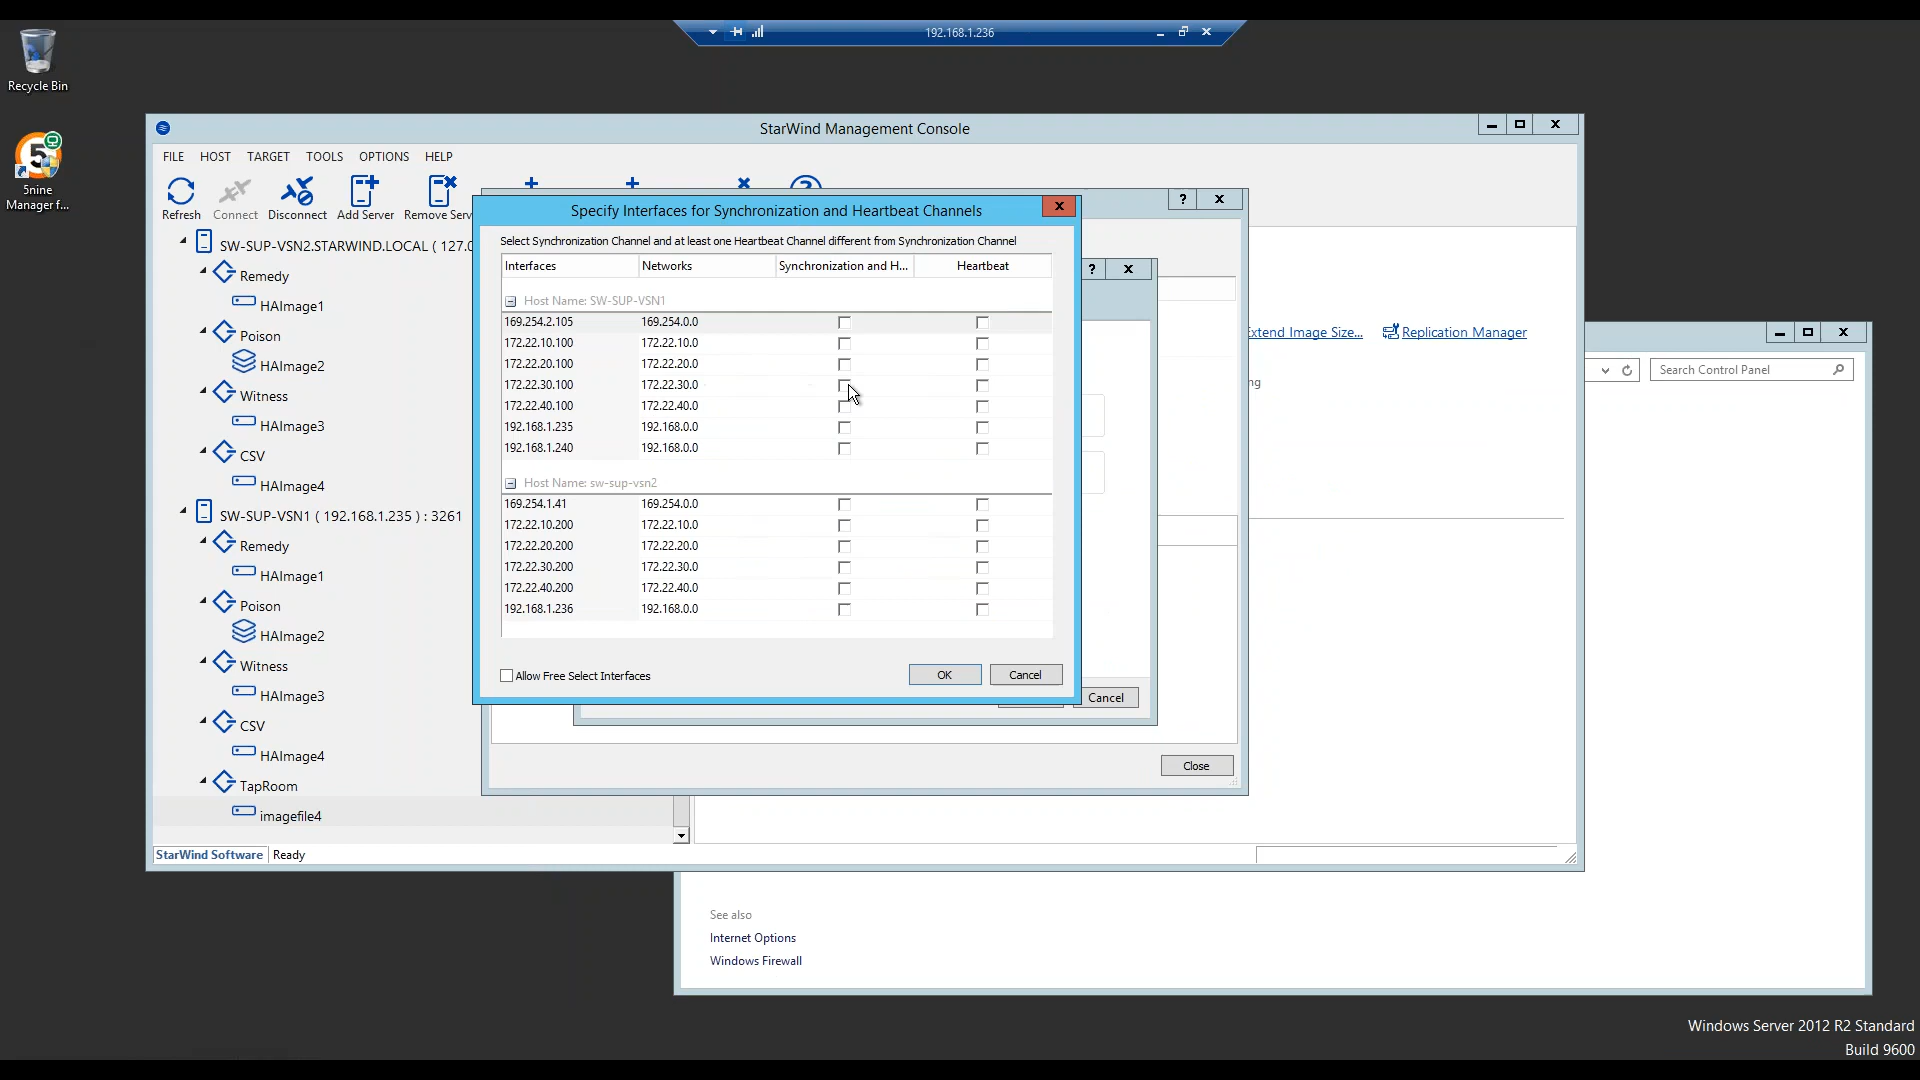 192.168.1.236
Recycle Bin
5nine
Manager f...
StarWind Management Console
FILE HOST TARGET TOOLS OPTIONS HELP
Refresh Connect Disconnect Add Server Remove Serv
SW-SUP-VSN2.STARWIND.LOCAL ( 127.0
Remedy
HAImage1
Poison
HAImage2
Witness
HAImage3
CSV
HAImage4
SW-SUP-VSN1 ( 192.168.1.235 ) : 3261
Remedy
HAImage1
Poison
HAImage2
Witness
HAImage3
CSV
HAImage4
TapRoom
imagefile4
StarWind Software Ready
Specify Interfaces for Synchronization and Heartbeat Channels
Select Synchronization Channel and at least one Heartbeat Channel different from Synchronization Channel
Interfaces Networks Synchronization and H... Heartbeat
Host Name: SW-SUP-VSN1
169.254.2.105 169.254.0.0
172.22.10.100 172.22.10.0
172.22.20.100 172.22.20.0
172.22.30.100 172.22.30.0
172.22.40.100 172.22.40.0
192.168.1.235 192.168.0.0
192.168.1.240 192.168.0.0
Host Name: sw-sup-vsn2
169.254.1.41 169.254.0.0
172.22.10.200 172.22.10.0
172.22.20.200 172.22.20.0
172.22.30.200 172.22.30.0
172.22.40.200 172.22.40.0
192.168.1.236 192.168.0.0
Allow Free Select Interfaces OK Cancel
Cancel
Close
Extend Image Size... Replication Manager
ng
Search Control Panel
See also
Internet Options
Windows Firewall
Windows Server 2012 R2 Standard
Build 9600